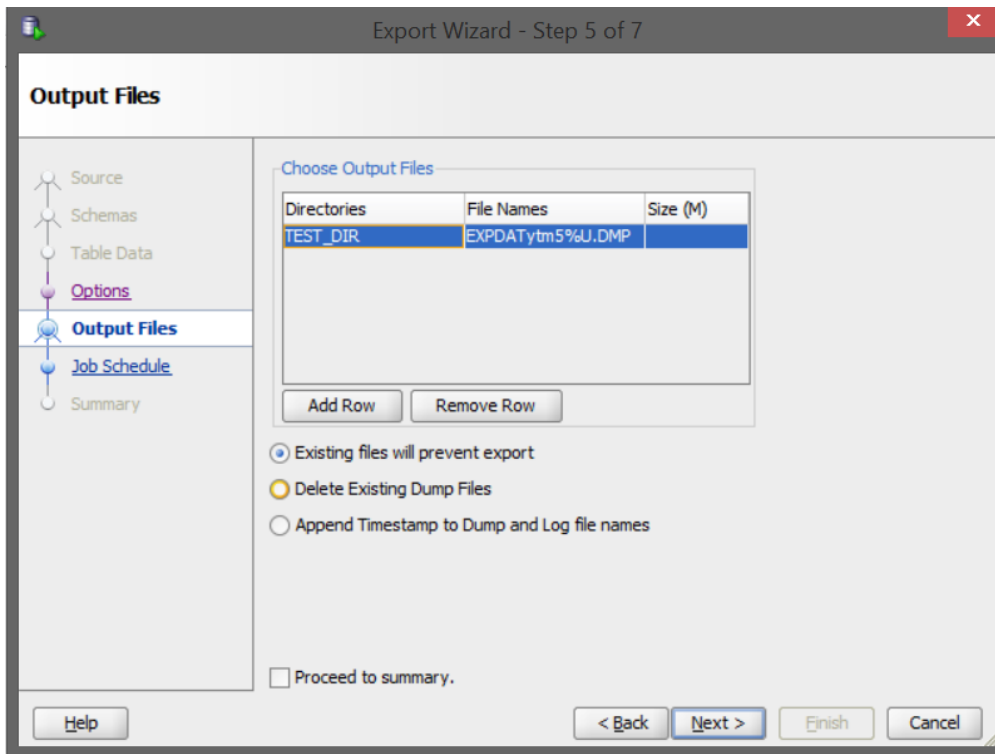 Export Wizard - Step 5 of 7
Output Files
Source
Schemas
Table Data
Options
Output Files
Job Schedule
Summary
Choose Output Files
Directories File Names Size (M)
TEST_DIR EXPDATytm5%U.DMP
Add Row Remove Row
Existing files will prevent export
Delete Existing Dump Files
Append Timestamp to Dump and Log file names
Proceed to summary.
Help < Back Next > Finish Cancel